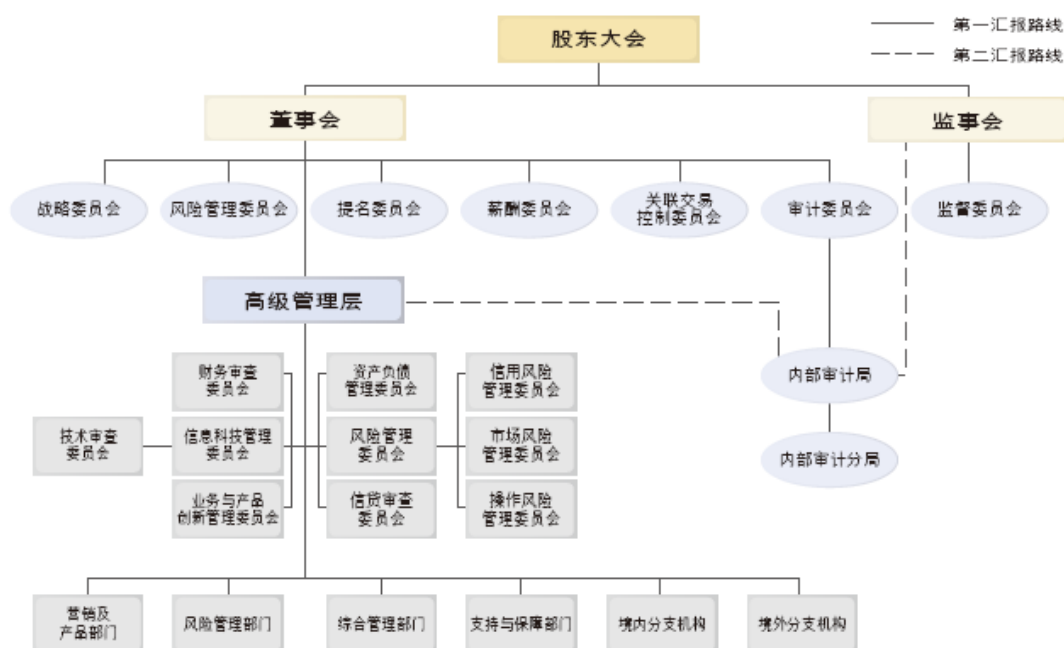 股东大会
第一汇报路线
第二汇报路线
董事会
监事会
战略委员会
风险管理委员会
提名委员会
薪酬委员会
关联交易
控制委员会
审计委员会
监督委员会
高级管理层
财务审查
委员会
资产负债
管理委员会
信用风险
管理委员会
内部审计局
技术审查
委员会
信息科技管理
委员会
风险管理
委员会
市场风险
管理委员会
内部审计分局
业务与产品
创新管理委员会
信贷审查
委员会
操作风险
管理委员会
营销及
产品部门
风险管理部门
综合管理部门
支持与保障部门
境内分支机构
境外分支机构